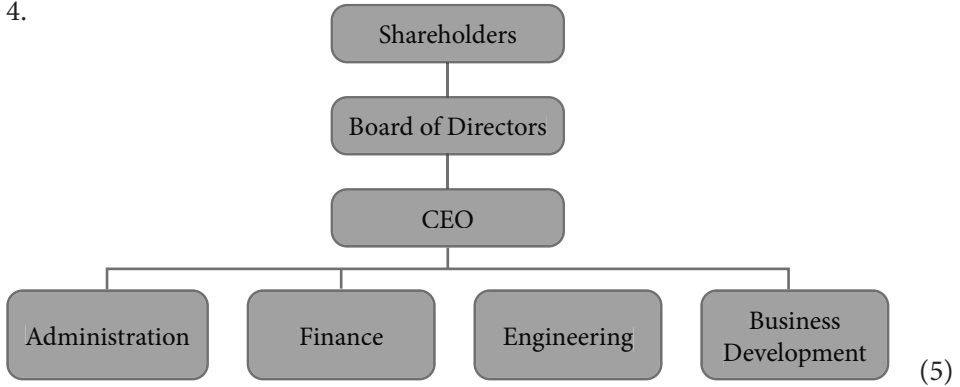 4.
Shareholders
Board of Directors
CEO
Administration
Finance
Engineering
Business
Development
(5)